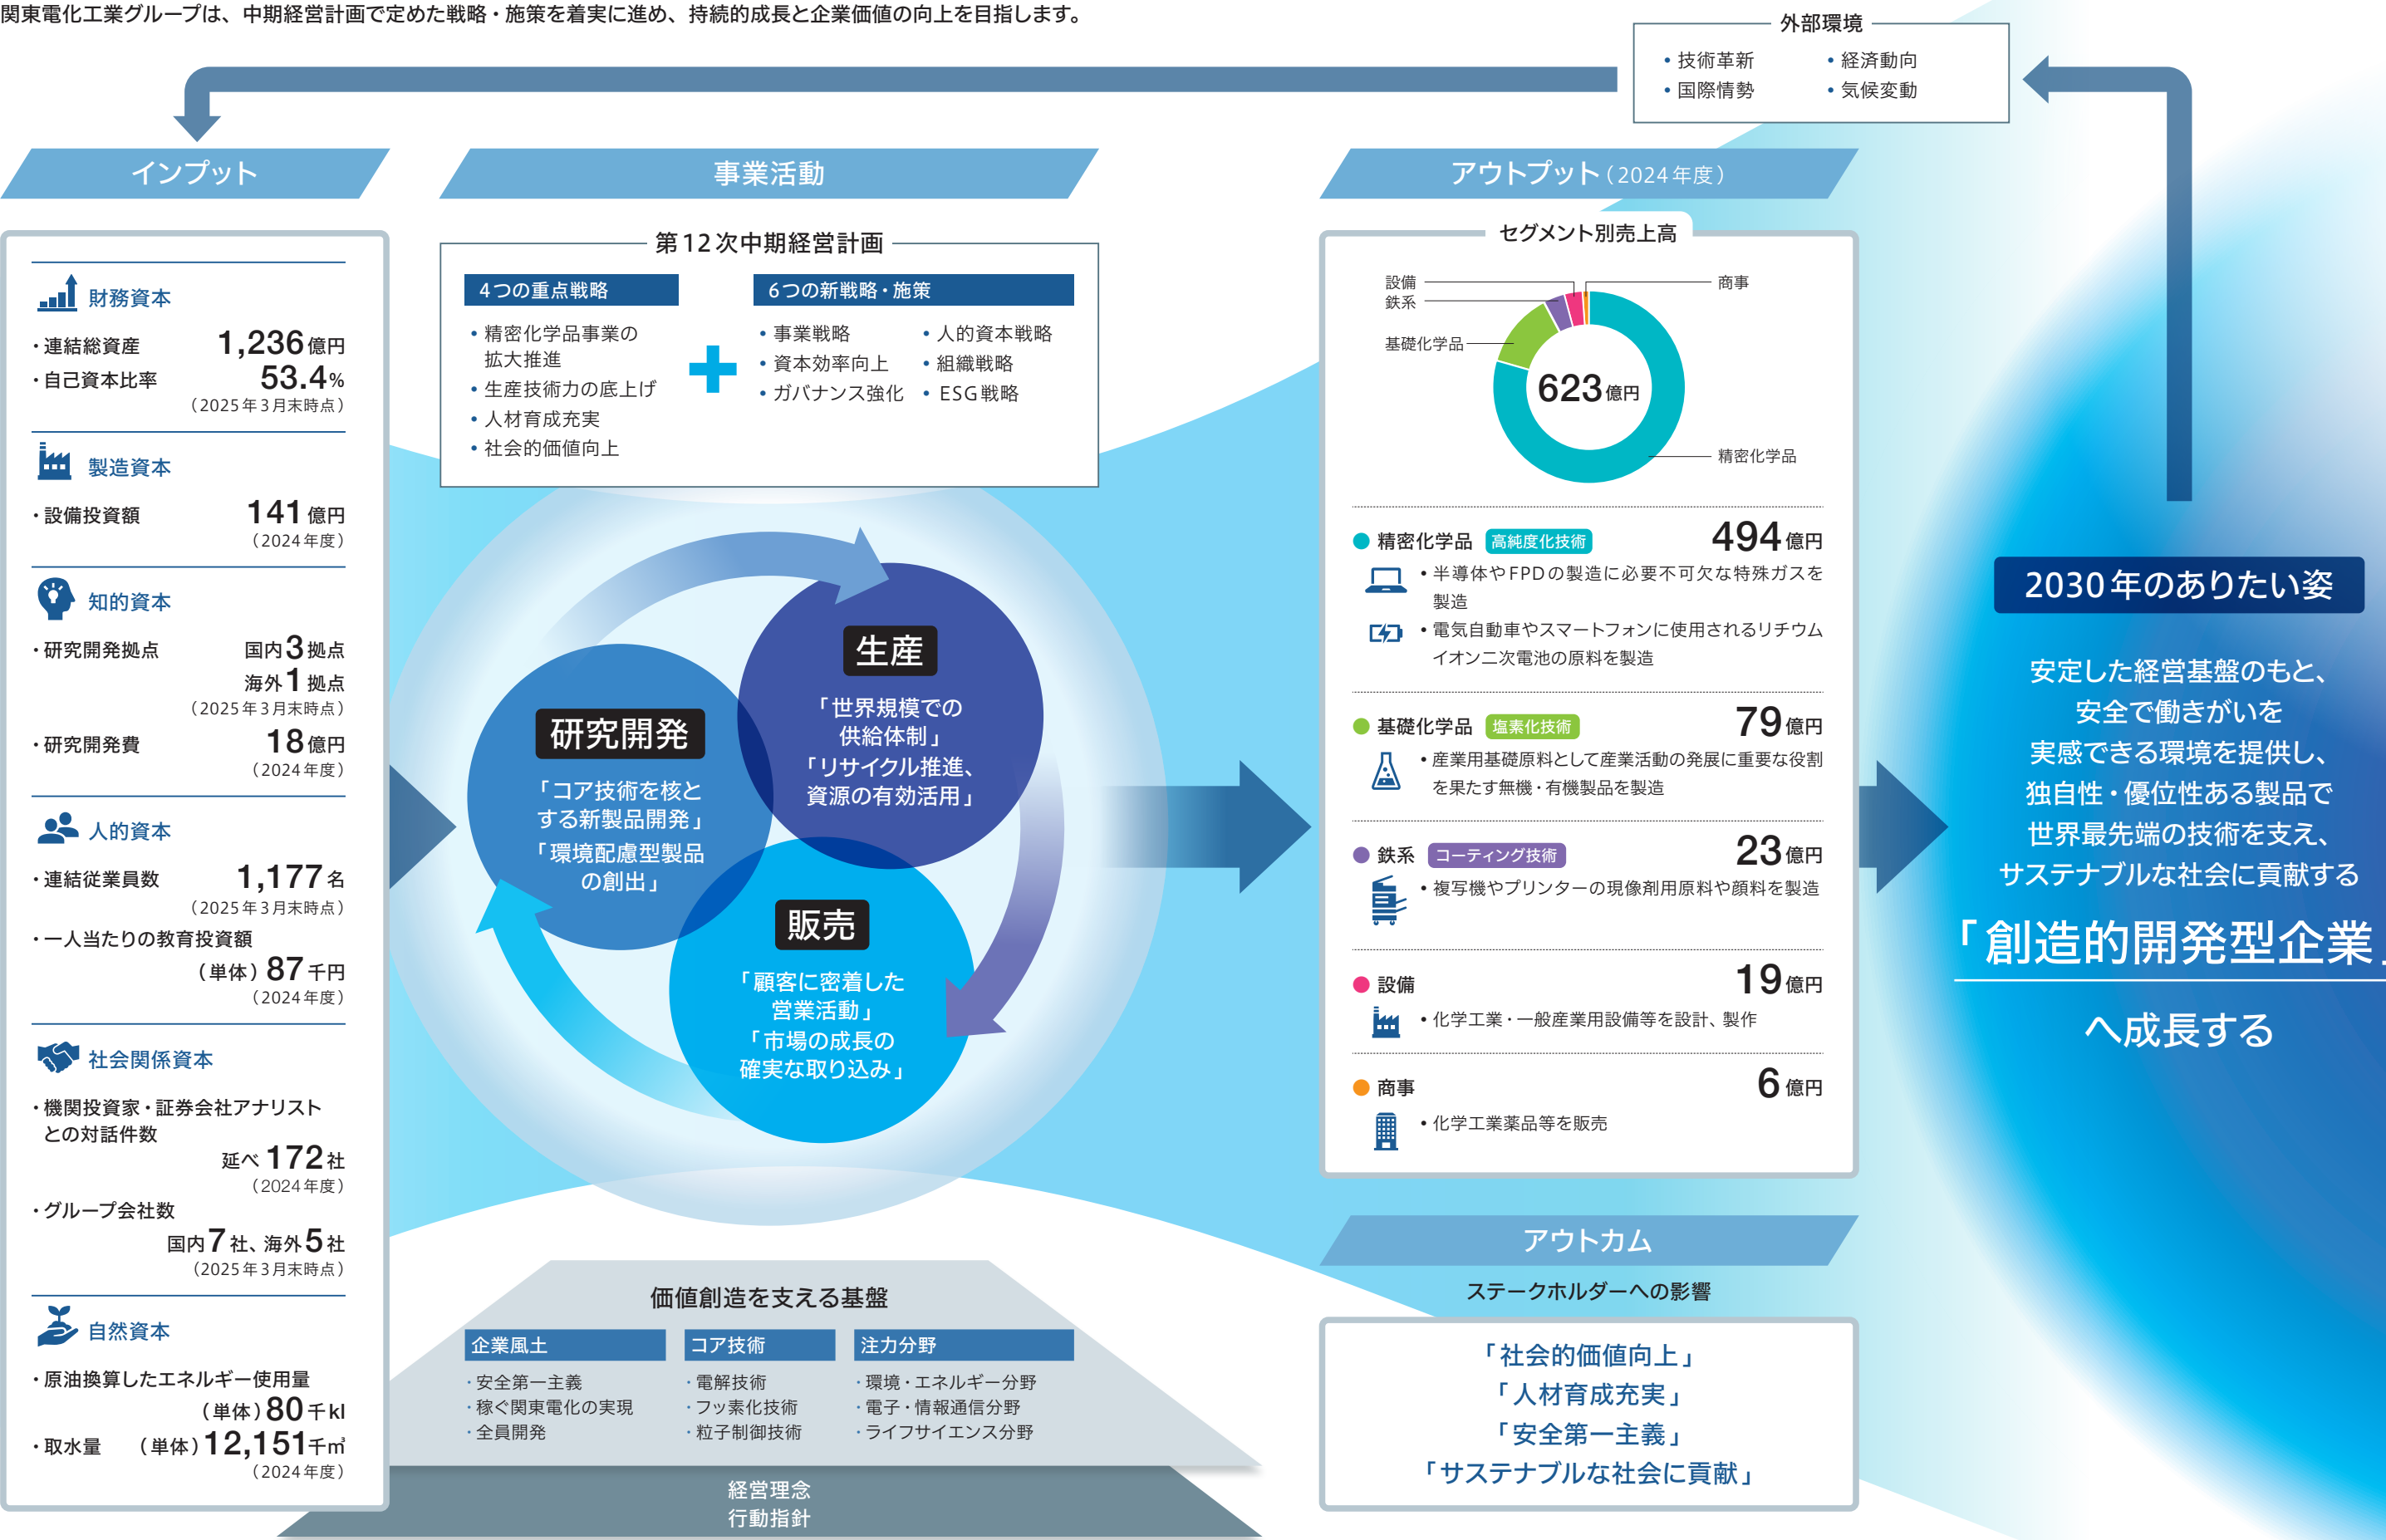 関東電化工業グループは、中期経営計画で定めた戦略・施策を着実に進め、持続的成長と企業価値の向上を目指します。
外部環境
• 技術革新
• 経済動向
• 国際情勢
• 気候変動
インプット
財務資本
・連結総資産 1,236億円
・自己資本比率 53.4%
（2025年3月末時点）
製造資本
・設備投資額 141億円
（2024年度）
知的資本
・研究開発拠点 国内3拠点
海外1拠点
（2025年3月末時点）
・研究開発費 18億円
（2024年度）
人的資本
・連結従業員数 1,177名
（2025年3月末時点）
・一人当たりの教育投資額
（単体）87千円
（2024年度）
社会関係資本
・機関投資家・証券会社アナリスト
との対話件数
延べ172社
（2024年度）
・グループ会社数
国内7社、海外5社
（2025年3月末時点）
自然資本
・原油換算したエネルギー使用量
（単体）80千kl
・取水量 （単体）12,151千㎥
（2024年度）
事業活動
第12次中期経営計画
4つの重点戦略
• 精密化学品事業の
拡大推進
• 生産技術力の底上げ
• 人材育成充実
• 社会的価値向上
6つの新戦略・施策
• 事業戦略
• 資本効率向上
• ガバナンス強化
• 人的資本戦略
• 組織戦略
• ESG戦略
生産
「世界規模での
供給体制」
「リサイクル推進、
資源の有効活用」
研究開発
「コア技術を核と
する新製品開発」
「環境配慮型製品
の創出」
販売
「顧客に密着した
営業活動」
「市場の成長の
確実な取り込み」
価値創造を支える基盤
企業風土
・安全第一主義
・稼ぐ関東電化の実現
・全員開発
コア技術
・電解技術
・フッ素化技術
・粒子制御技術
注力分野
・環境・エネルギー分野
・電子・情報通信分野
・ライフサイエンス分野
経営理念
行動指針
アウトプット（2024年度）
セグメント別売上高
設備
鉄系
基礎化学品
商事
精密化学品
623億円
精密化学品 高純度化技術 494億円
• 半導体やFPDの製造に必要不可欠な特殊ガスを
製造
• 電気自動車やスマートフォンに使用されるリチウム
イオン二次電池の原料を製造
基礎化学品 塩素化技術 79億円
• 産業用基礎原料として産業活動の発展に重要な役割
を果たす無機・有機製品を製造
鉄系 コーティング技術 23億円
• 複写機やプリンターの現像剤用原料や顔料を製造
設備 19億円
• 化学工業・一般産業用設備等を設計、製作
商事 6億円
• 化学工業薬品等を販売
アウトカム
ステークホルダーへの影響
「社会的価値向上」
「人材育成充実」
「安全第一主義」
「サステナブルな社会に貢献」
2030年のありたい姿
安定した経営基盤のもと、
安全で働きがいを
実感できる環境を提供し、
独自性・優位性ある製品で
世界最先端の技術を支え、
サステナブルな社会に貢献する
「創造的開発型企業」
へ成長する